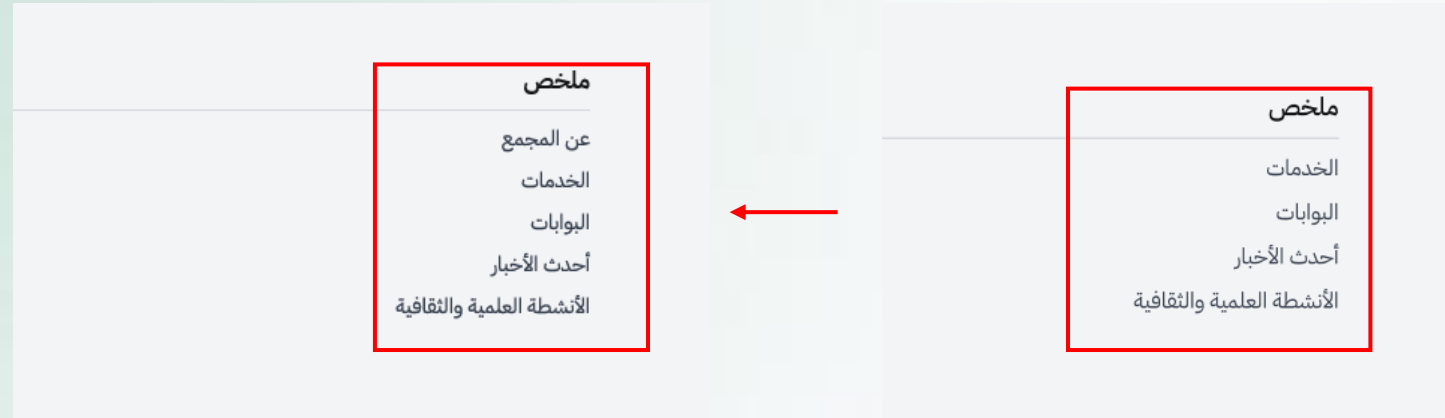 ملخص
الخدمات
البوابات
أحدث الأخبار
الأنشطة العلمية والثقافية
ملخص
عن المجمع
الخدمات
البوابات
أحدث الأخبار
الأنشطة العلمية والثقافية